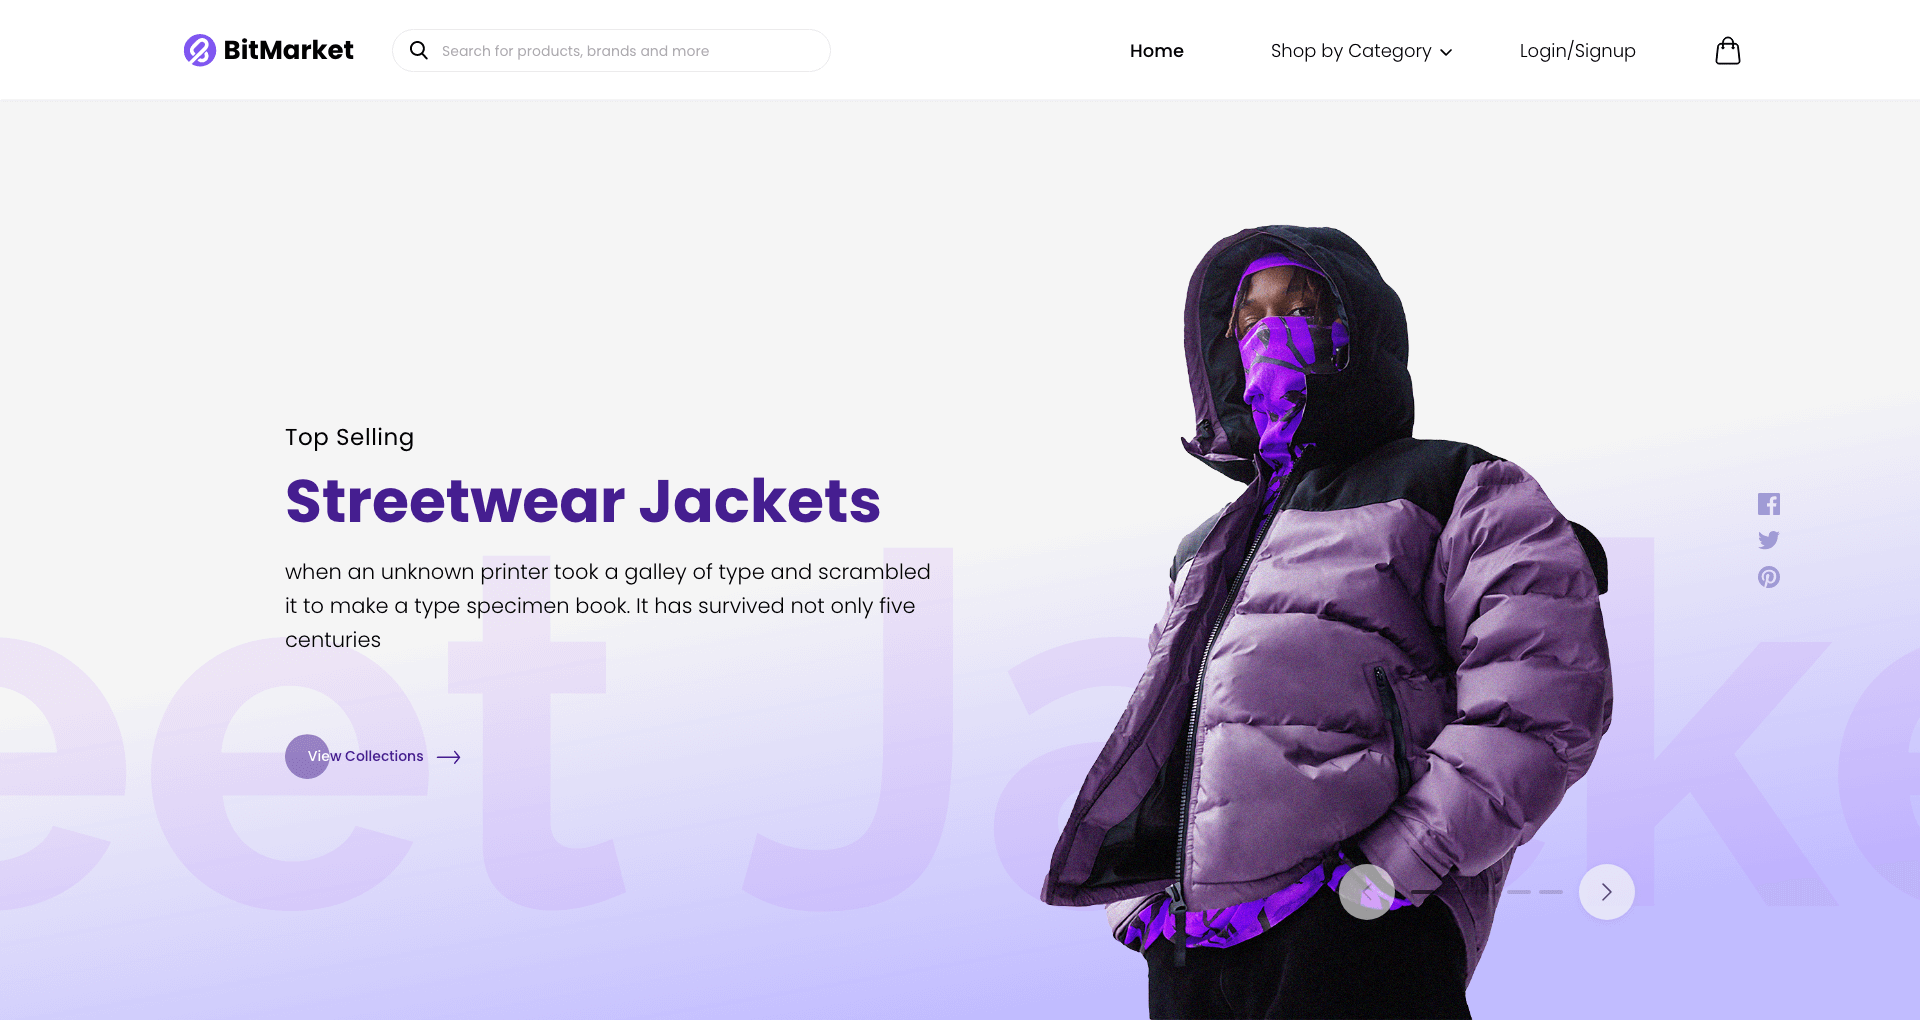 BitMarket
Search for products, brands and more
Home
Shop by Category
Login/Signup
Top Selling
Streetwear Jackets
when an unknown printer took a galley of type and scrambled
it to make a type specimen book. It has survived not only five
centuries
eet Jacke
View Collections